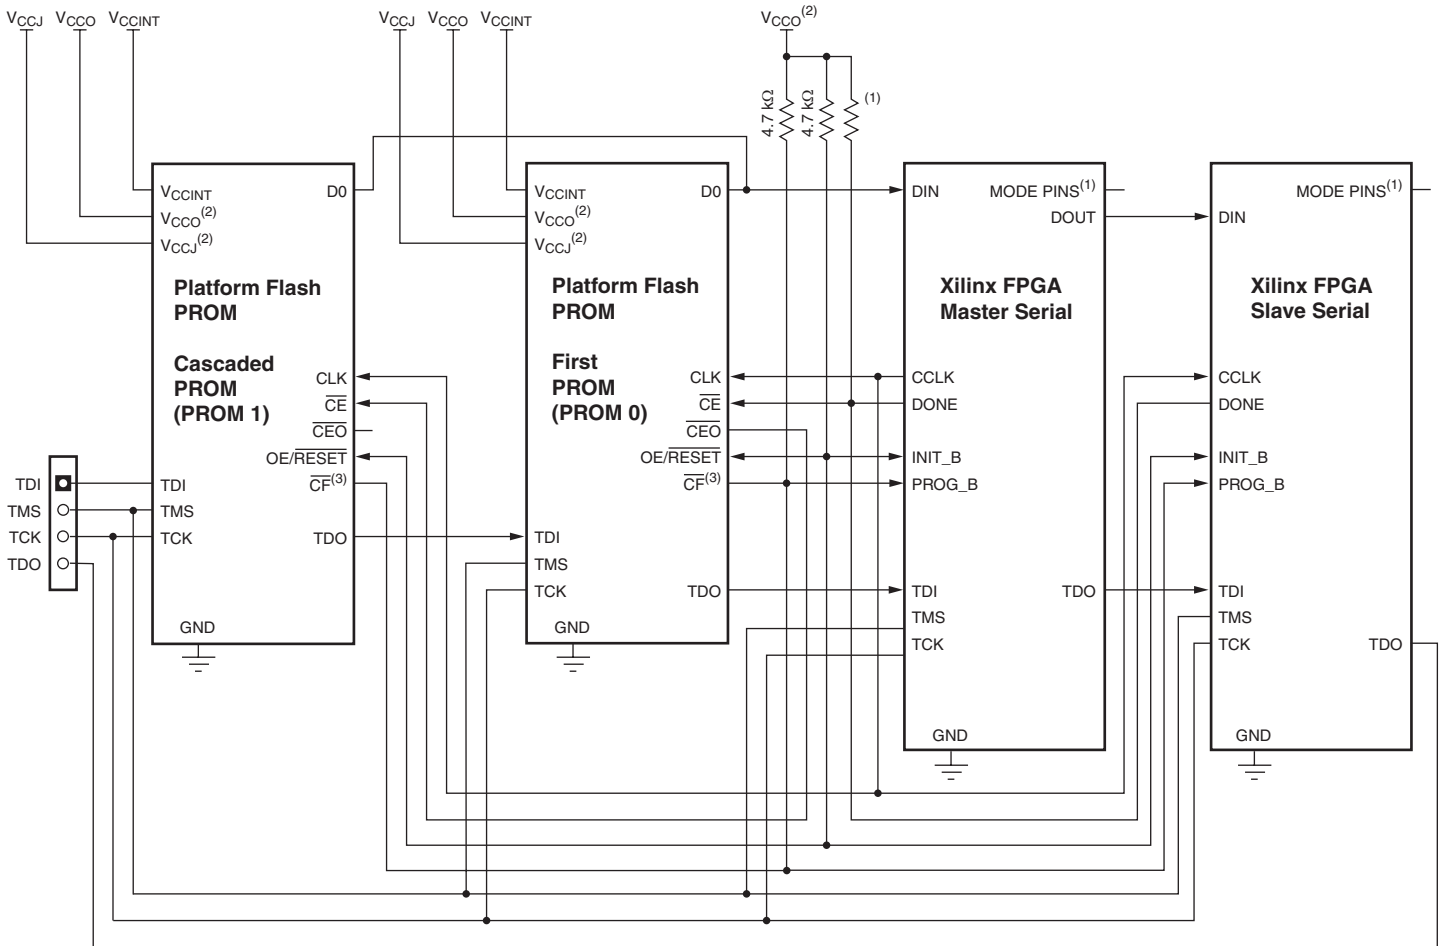 VCCJ VCCO VCCINT
VCCJ VCCO VCCINT
VCCO(2)
4.7 kΩ
4.7 kΩ
(1)
VCCINT
VCCO(2)
VCCJ(2)
D0
Platform Flash
PROM
Cascaded
PROM
(PROM 1)
CLK
CE
CEO
OE/RESET
CF(3)
TDI
TMS
TCK
TDO
GND
TDI
TMS
TCK
TDO
VCCINT
VCCO(2)
VCCJ(2)
D0
Platform Flash
PROM
First
PROM
(PROM 0)
CLK
CE
CEO
OE/RESET
CF(3)
TDI
TMS
TCK
TDO
GND
DIN
MODE PINS(1)
DOUT
Xilinx FPGA
Master Serial
CCLK
DONE
INIT_B
PROG_B
TDI
TDO
TMS
TCK
GND
MODE PINS(1)
DIN
Xilinx FPGA
Slave Serial
CCLK
DONE
INIT_B
PROG_B
TDI
TMS
TCK
TDO
GND